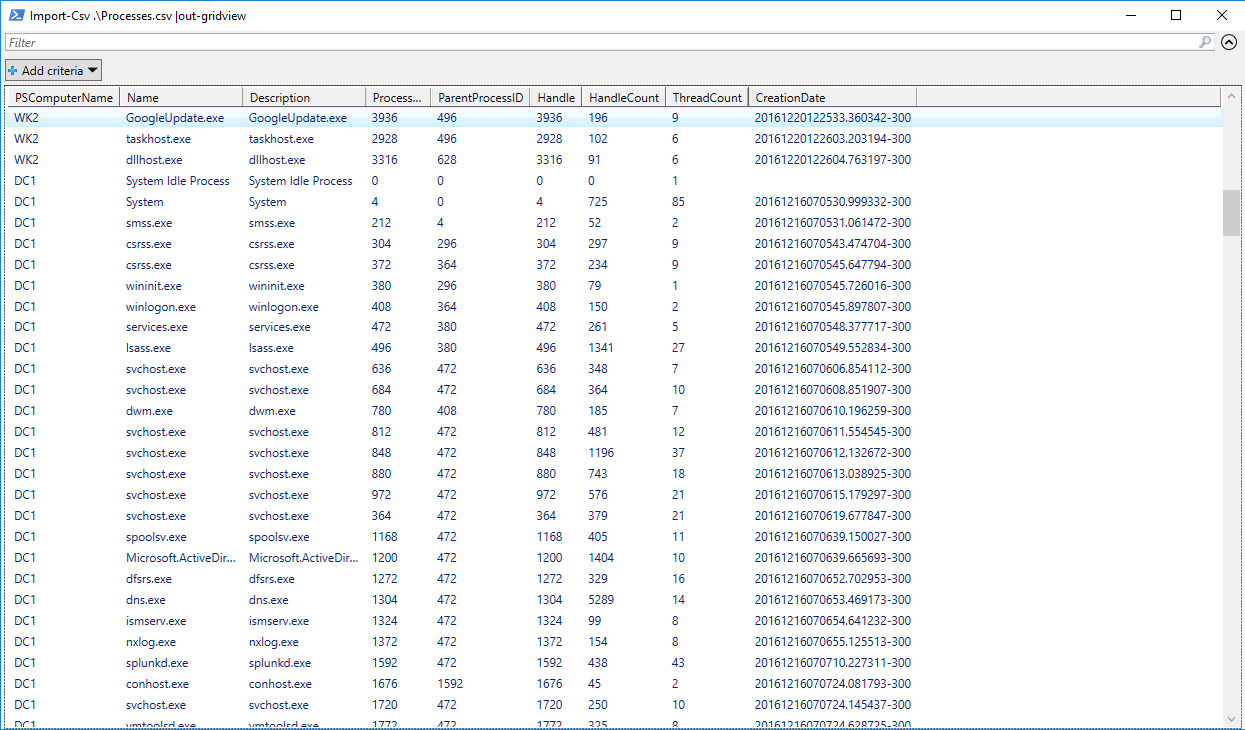 Import-Csv .\Processes.csv |out-gridview
Filter
Add criteria
PSComputerName Name Description Process... ParentProcessID Handle HandleCount ThreadCount CreationDate
WK2 GoogleUpdate.exe GoogleUpdate.exe 3936 496 3936 196 9 20161220122533.360342-300
WK2 taskhost.exe taskhost.exe 2928 496 2928 102 6 20161220122603.203194-300
WK2 dllhost.exe dllhost.exe 3316 628 3316 91 6 20161220122604.763197-300
DC1 System Idle Process System Idle Process 0 0 0 0 1
DC1 System System 4 0 4 725 85 20161216070530.999332-300
DC1 smss.exe smss.exe 212 4 212 52 2 20161216070531.061472-300
DC1 csrss.exe csrss.exe 304 296 304 297 9 20161216070543.474704-300
DC1 csrss.exe csrss.exe 372 364 372 234 9 20161216070545.647794-300
DC1 wininit.exe wininit.exe 380 296 380 79 1 20161216070545.726016-300
DC1 winlogon.exe winlogon.exe 408 364 408 150 2 20161216070545.897807-300
DC1 services.exe services.exe 472 380 472 261 5 20161216070548.377717-300
DC1 lsass.exe lsass.exe 496 380 496 1341 27 20161216070549.552834-300
DC1 svchost.exe svchost.exe 636 472 636 348 7 20161216070606.854112-300
DC1 svchost.exe svchost.exe 684 472 684 364 10 20161216070608.851907-300
DC1 dwm.exe dwm.exe 780 408 780 185 7 20161216070610.196259-300
DC1 svchost.exe svchost.exe 812 472 812 481 12 20161216070611.554545-300
DC1 svchost.exe svchost.exe 848 472 848 1196 37 20161216070612.132672-300
DC1 svchost.exe svchost.exe 880 472 880 743 18 20161216070613.038925-300
DC1 svchost.exe svchost.exe 972 472 972 576 21 20161216070615.179297-300
DC1 svchost.exe svchost.exe 364 472 364 379 21 20161216070619.677847-300
DC1 spoolsv.exe spoolsv.exe 1168 472 1168 405 11 20161216070639.150027-300
DC1 Microsoft.ActiveDir... Microsoft.ActiveDir... 1200 472 1200 1404 10 20161216070639.665693-300
DC1 dfsrs.exe dfsrs.exe 1272 472 1272 329 16 20161216070652.702953-300
DC1 dns.exe dns.exe 1304 472 1304 5289 14 20161216070653.469173-300
DC1 ismserv.exe ismserv.exe 1324 472 1324 99 8 20161216070654.641232-300
DC1 nxlog.exe nxlog.exe 1372 472 1372 154 8 20161216070655.125513-300
DC1 splunkd.exe splunkd.exe 1592 472 1592 438 43 20161216070710.227311-300
DC1 conhost.exe conhost.exe 1676 1592 1676 45 2 20161216070724.081793-300
DC1 svchost.exe svchost.exe 1720 472 1720 250 10 20161216070724.145437-300
DC1 vmtoolsd.exe vmtoolsd.exe 1772 472 1772 325 8 20161216070724.628725-300